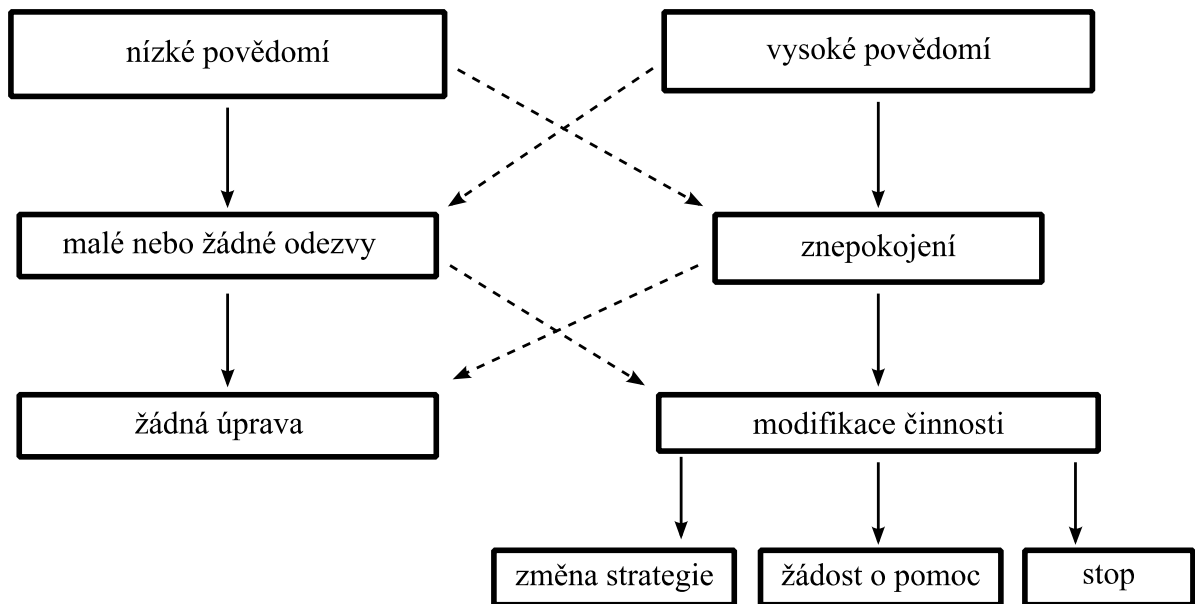 nízké povědomí
vysoké povědomí
malé nebo žádné odezvy
znepokojení
žádná úprava
modifikace činnosti
změna strategie
žádost o pomoc
stop